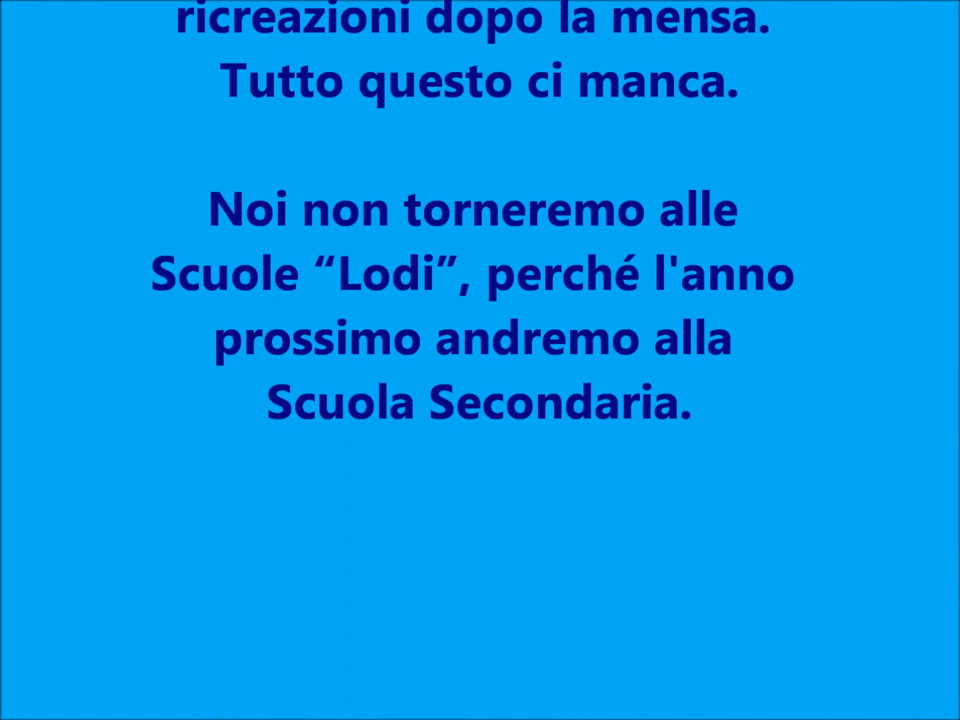 ricreazioni dopo la mensa.
Tutto questo ci manca.
Noi non torneremo alle
Scuole “Lodi”, perché l'anno
prossimo andremo alla
Scuola Secondaria.